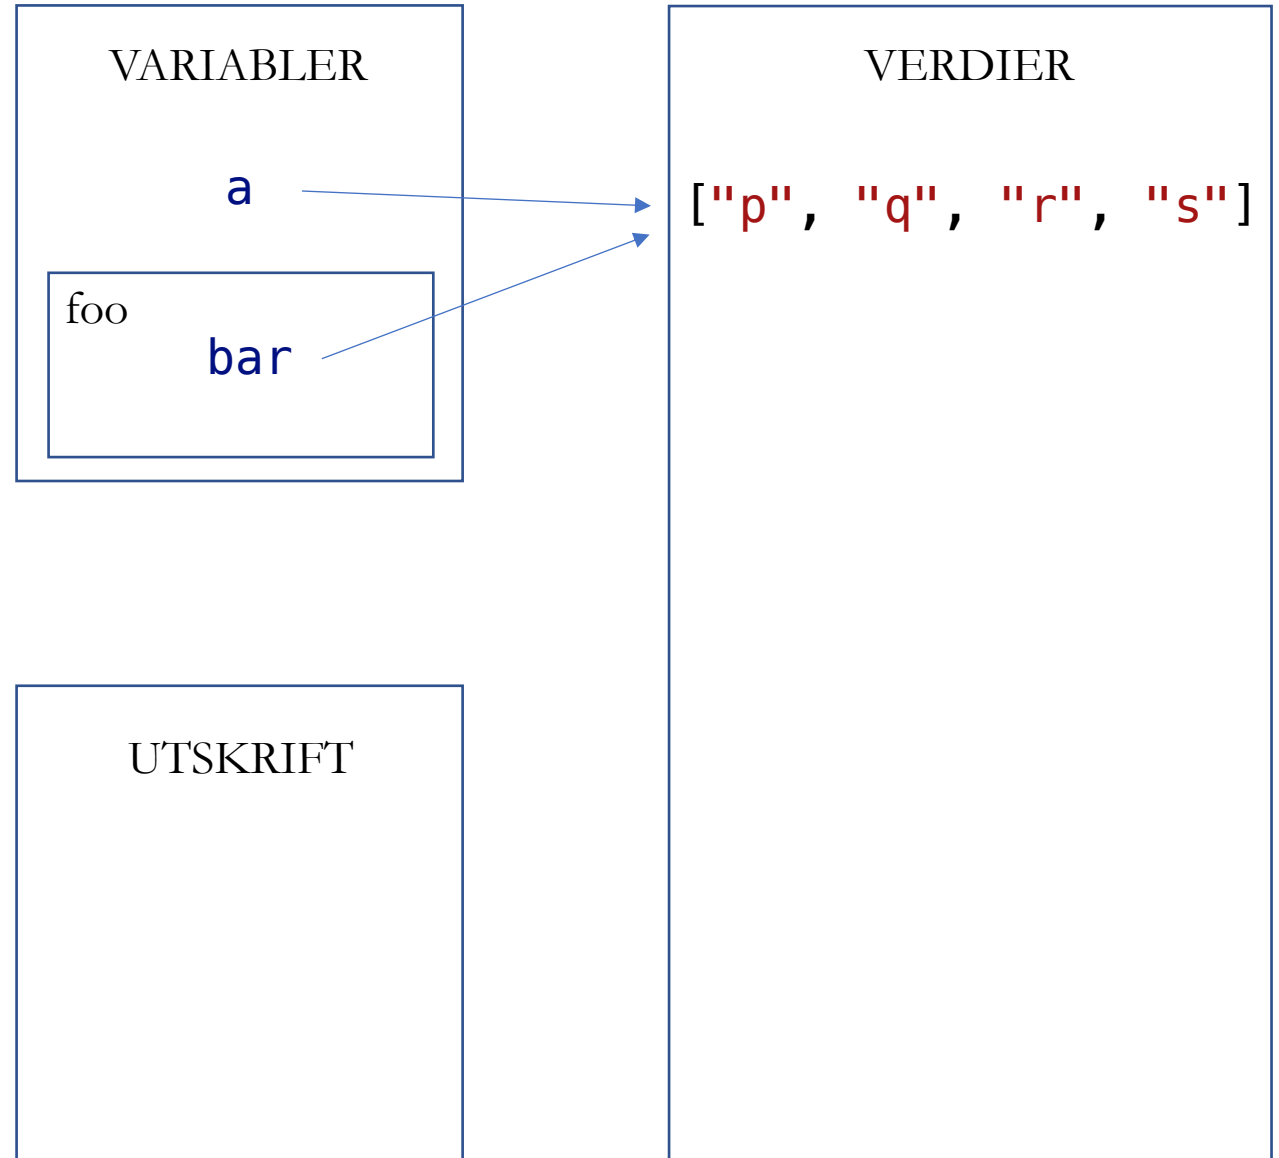 VARIABLER
a
foo
bar
VERDIER
["p", "q", "r", "s"]
UTSKRIFT